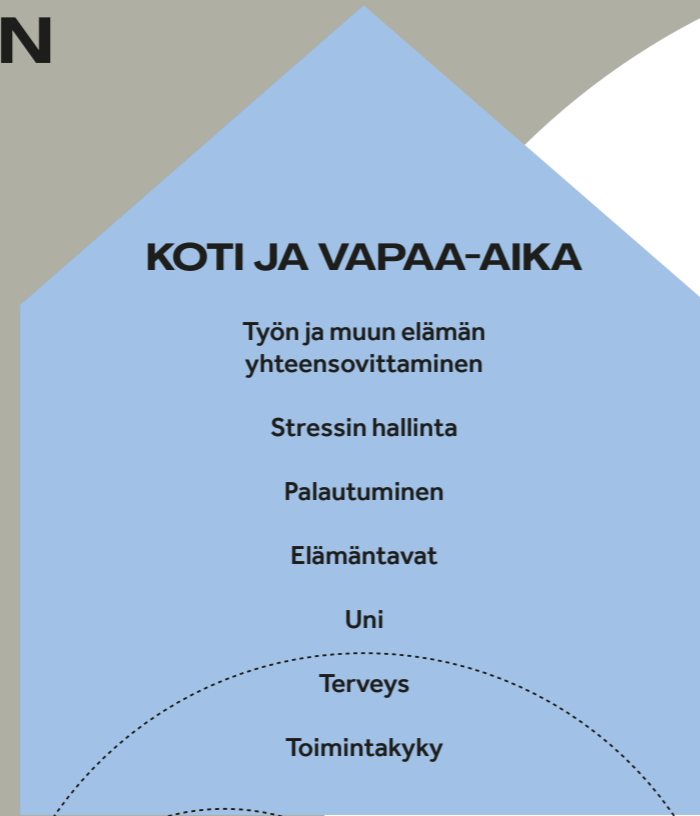 N
KOTI JA VAPAA-AIKA
Työn ja muun elämän
yhteensovittaminen
Stressin hallinta
Palautuminen
Elämäntavat
Uni
Terveys
Toimintakyky